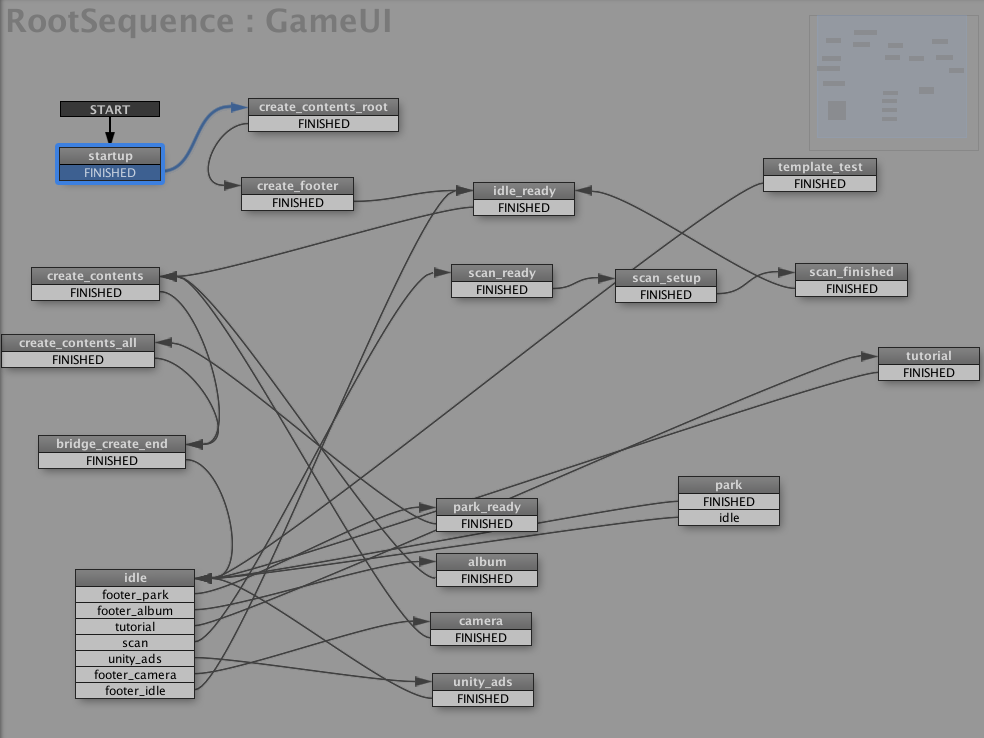 RootSequence : GameUI
START
startup
FINISHED
create_contents_root
FINISHED
create_footer
FINISHED
idle_ready
FINISHED
template_test
FINISHED
create_contents
FINISHED
scan_ready
FINISHED
scan_setup
FINISHED
scan_finished
FINISHED
create_contents_all
FINISHED
tutorial
FINISHED
bridge_create_end
FINISHED
park_ready
FINISHED
park
FINISHED
idle
album
FINISHED
idle
footer_park
footer_album
tutorial
scan
unity_ads
footer_camera
footer_idle
camera
FINISHED
unity_ads
FINISHED